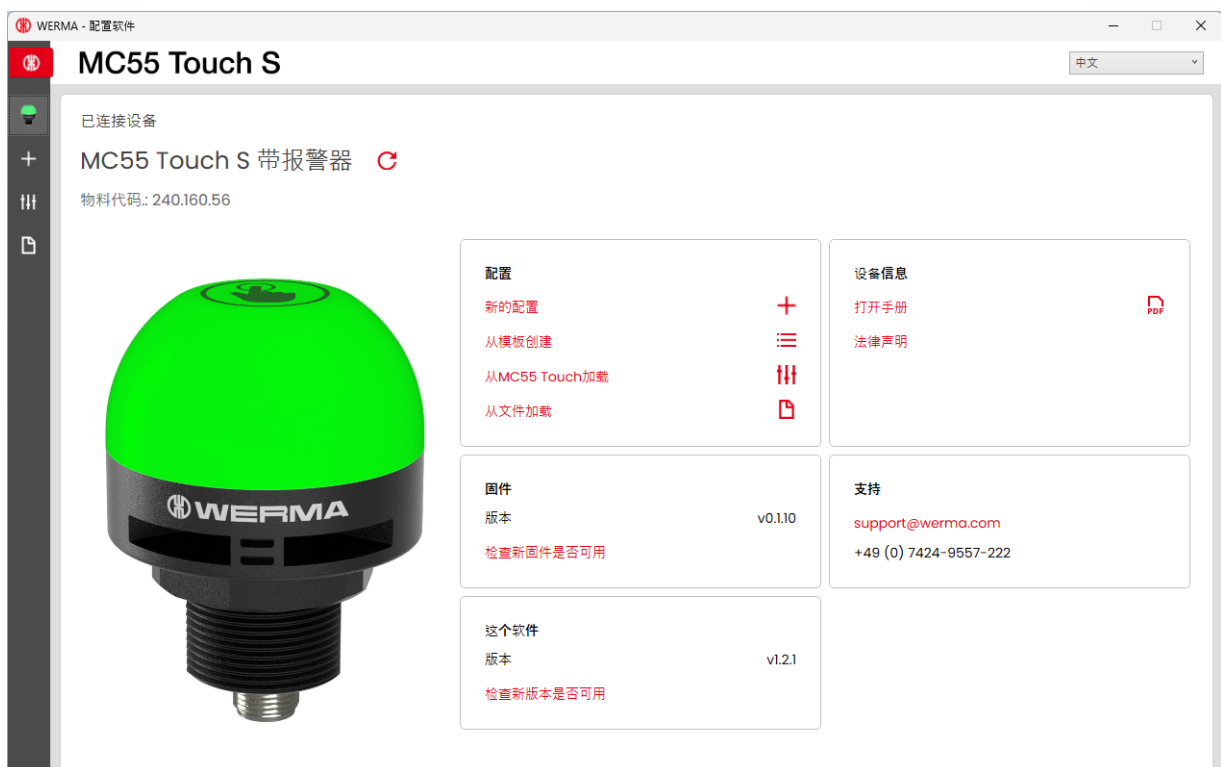 WERMA - 配置软件
MC55 Touch S
中文
已连接设备
MC55 Touch S 带报警器
物料代码.: 240.160.56
配置
新的配置
从模板创建
从MC55 Touch加载
从文件加载
设备信息
打开手册
PDF
法律声明
WERMA
固件
版本 v0.1.10
检查新固件是否可用
支持
support@werma.com
+49 (0) 7424-9557-222
这个软件
版本 v1.2.1
检查新版本是否可用